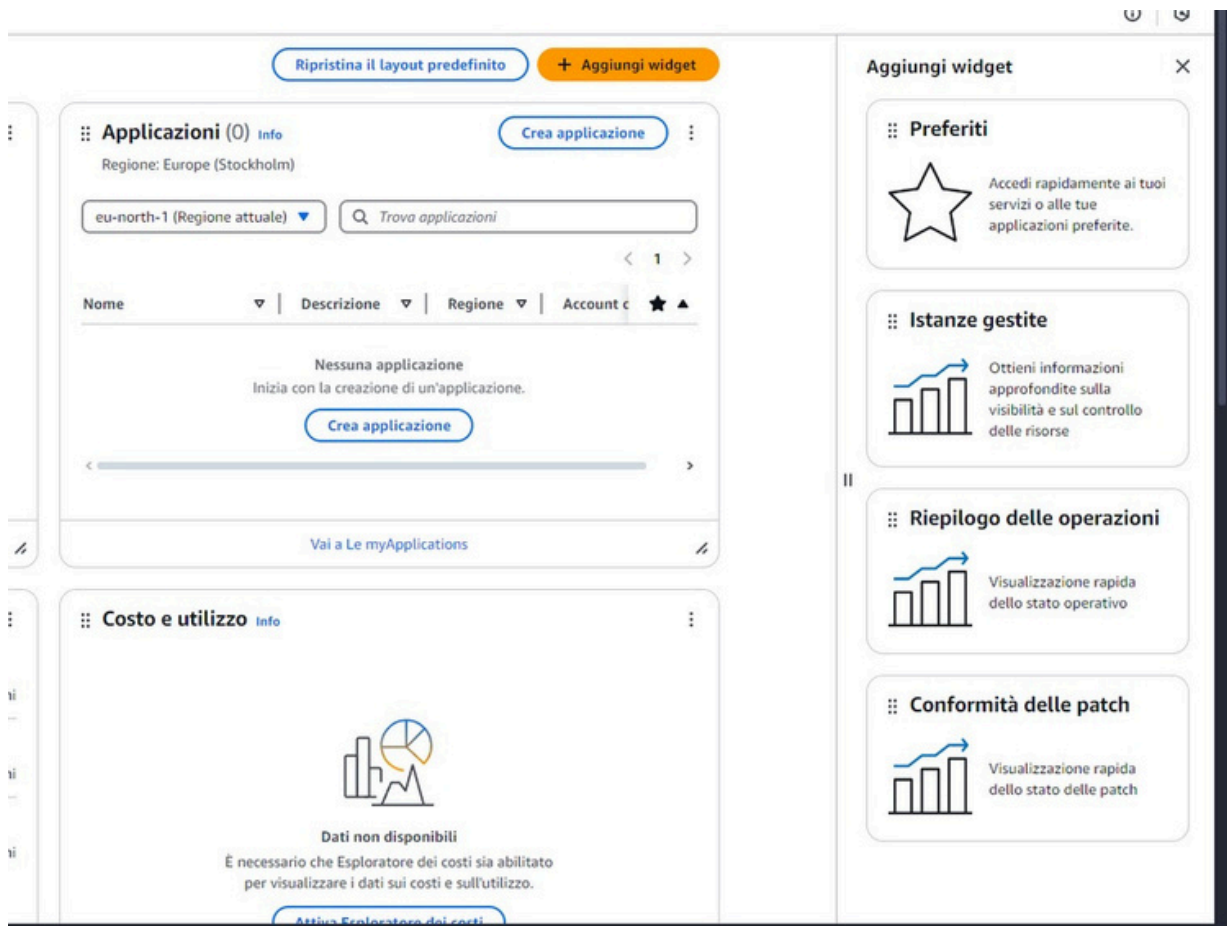 Ripristina il layout predefinito
+ Aggiungi widget
Applicazioni (0) Info
Crea applicazione
Regione: Europe (Stockholm)
eu-north-1 (Regione attuale)
Trova applicazioni
< 1 >
Nome
Descrizione
Regione
Account
Nessuna applicazione
Inizia con la creazione di un'applicazione.
Crea applicazione
Vai a Le myApplications
Costo e utilizzo Info
Dati non disponibili
È necessario che Esploratore dei costi sia abilitato
per visualizzare i dati sui costi e sull'utilizzo.
Attiva Esploratore dei costi
Aggiungi widget
Preferiti
Accedi rapidamente ai tuoi
servizi o alle tue
applicazioni preferite.
Istanze gestite
Ottieni informazioni
approfondite sulla
visibilità e sul controllo
delle risorse
Riepilogo delle operazioni
Visualizzazione rapida
dello stato operativo
Conformità delle patch
Visualizzazione rapida
dello stato delle patch